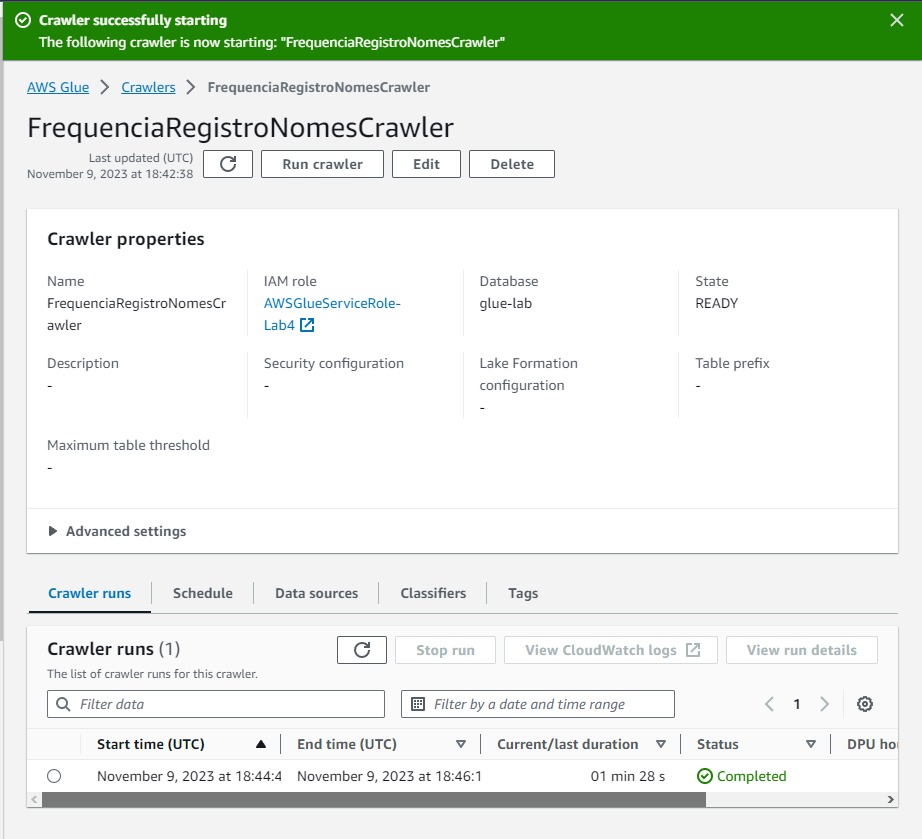 Crawler successfully starting
The following crawler is now starting: "FrequenciaRegistroNomesCrawler"
AWS Glue Crawlers FrequenciaRegistroNomesCrawler
FrequenciaRegistroNomesCrawler
Last updated (UTC)
November 9, 2023 at 18:42:38
Run crawler Edit Delete
Crawler properties
Name
FrequenciaRegistroNomesCr
awler
IAM role
AWSGlueServiceRole-
Lab4
Database
glue-lab
State
READY
Description
-
Security configuration
-
Lake Formation
configuration
-
Table prefix
-
Maximum table threshold
-
Advanced settings
Crawler runs Schedule Data sources Classifiers Tags
Crawler runs (1)
Stop run View CloudWatch logs View run details
The list of crawler runs for this crawler.
Filter data Filter by a date and time range 1
Start time (UTC) End time (UTC) Current/last duration Status DPU ho
November 9, 2023 at 18:44:4 November 9, 2023 at 18:46:1 01 min 28 s Completed